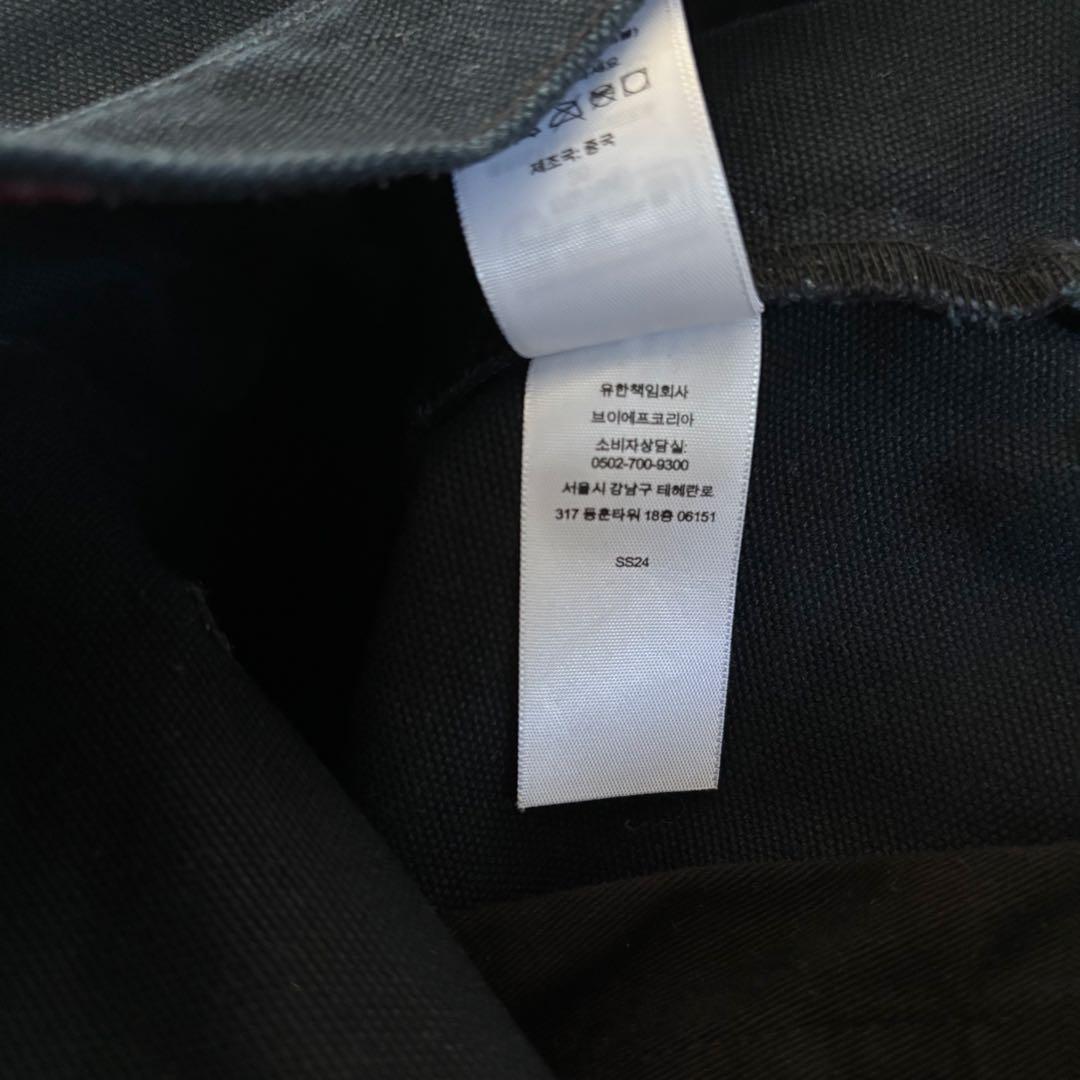 세요
제조국: 중국
유한책임회사
브이에프코리아
소비자상담실:
0502-700-9300
서울시 강남구 테헤란로
317 동훈타워 18층 06151
SS24